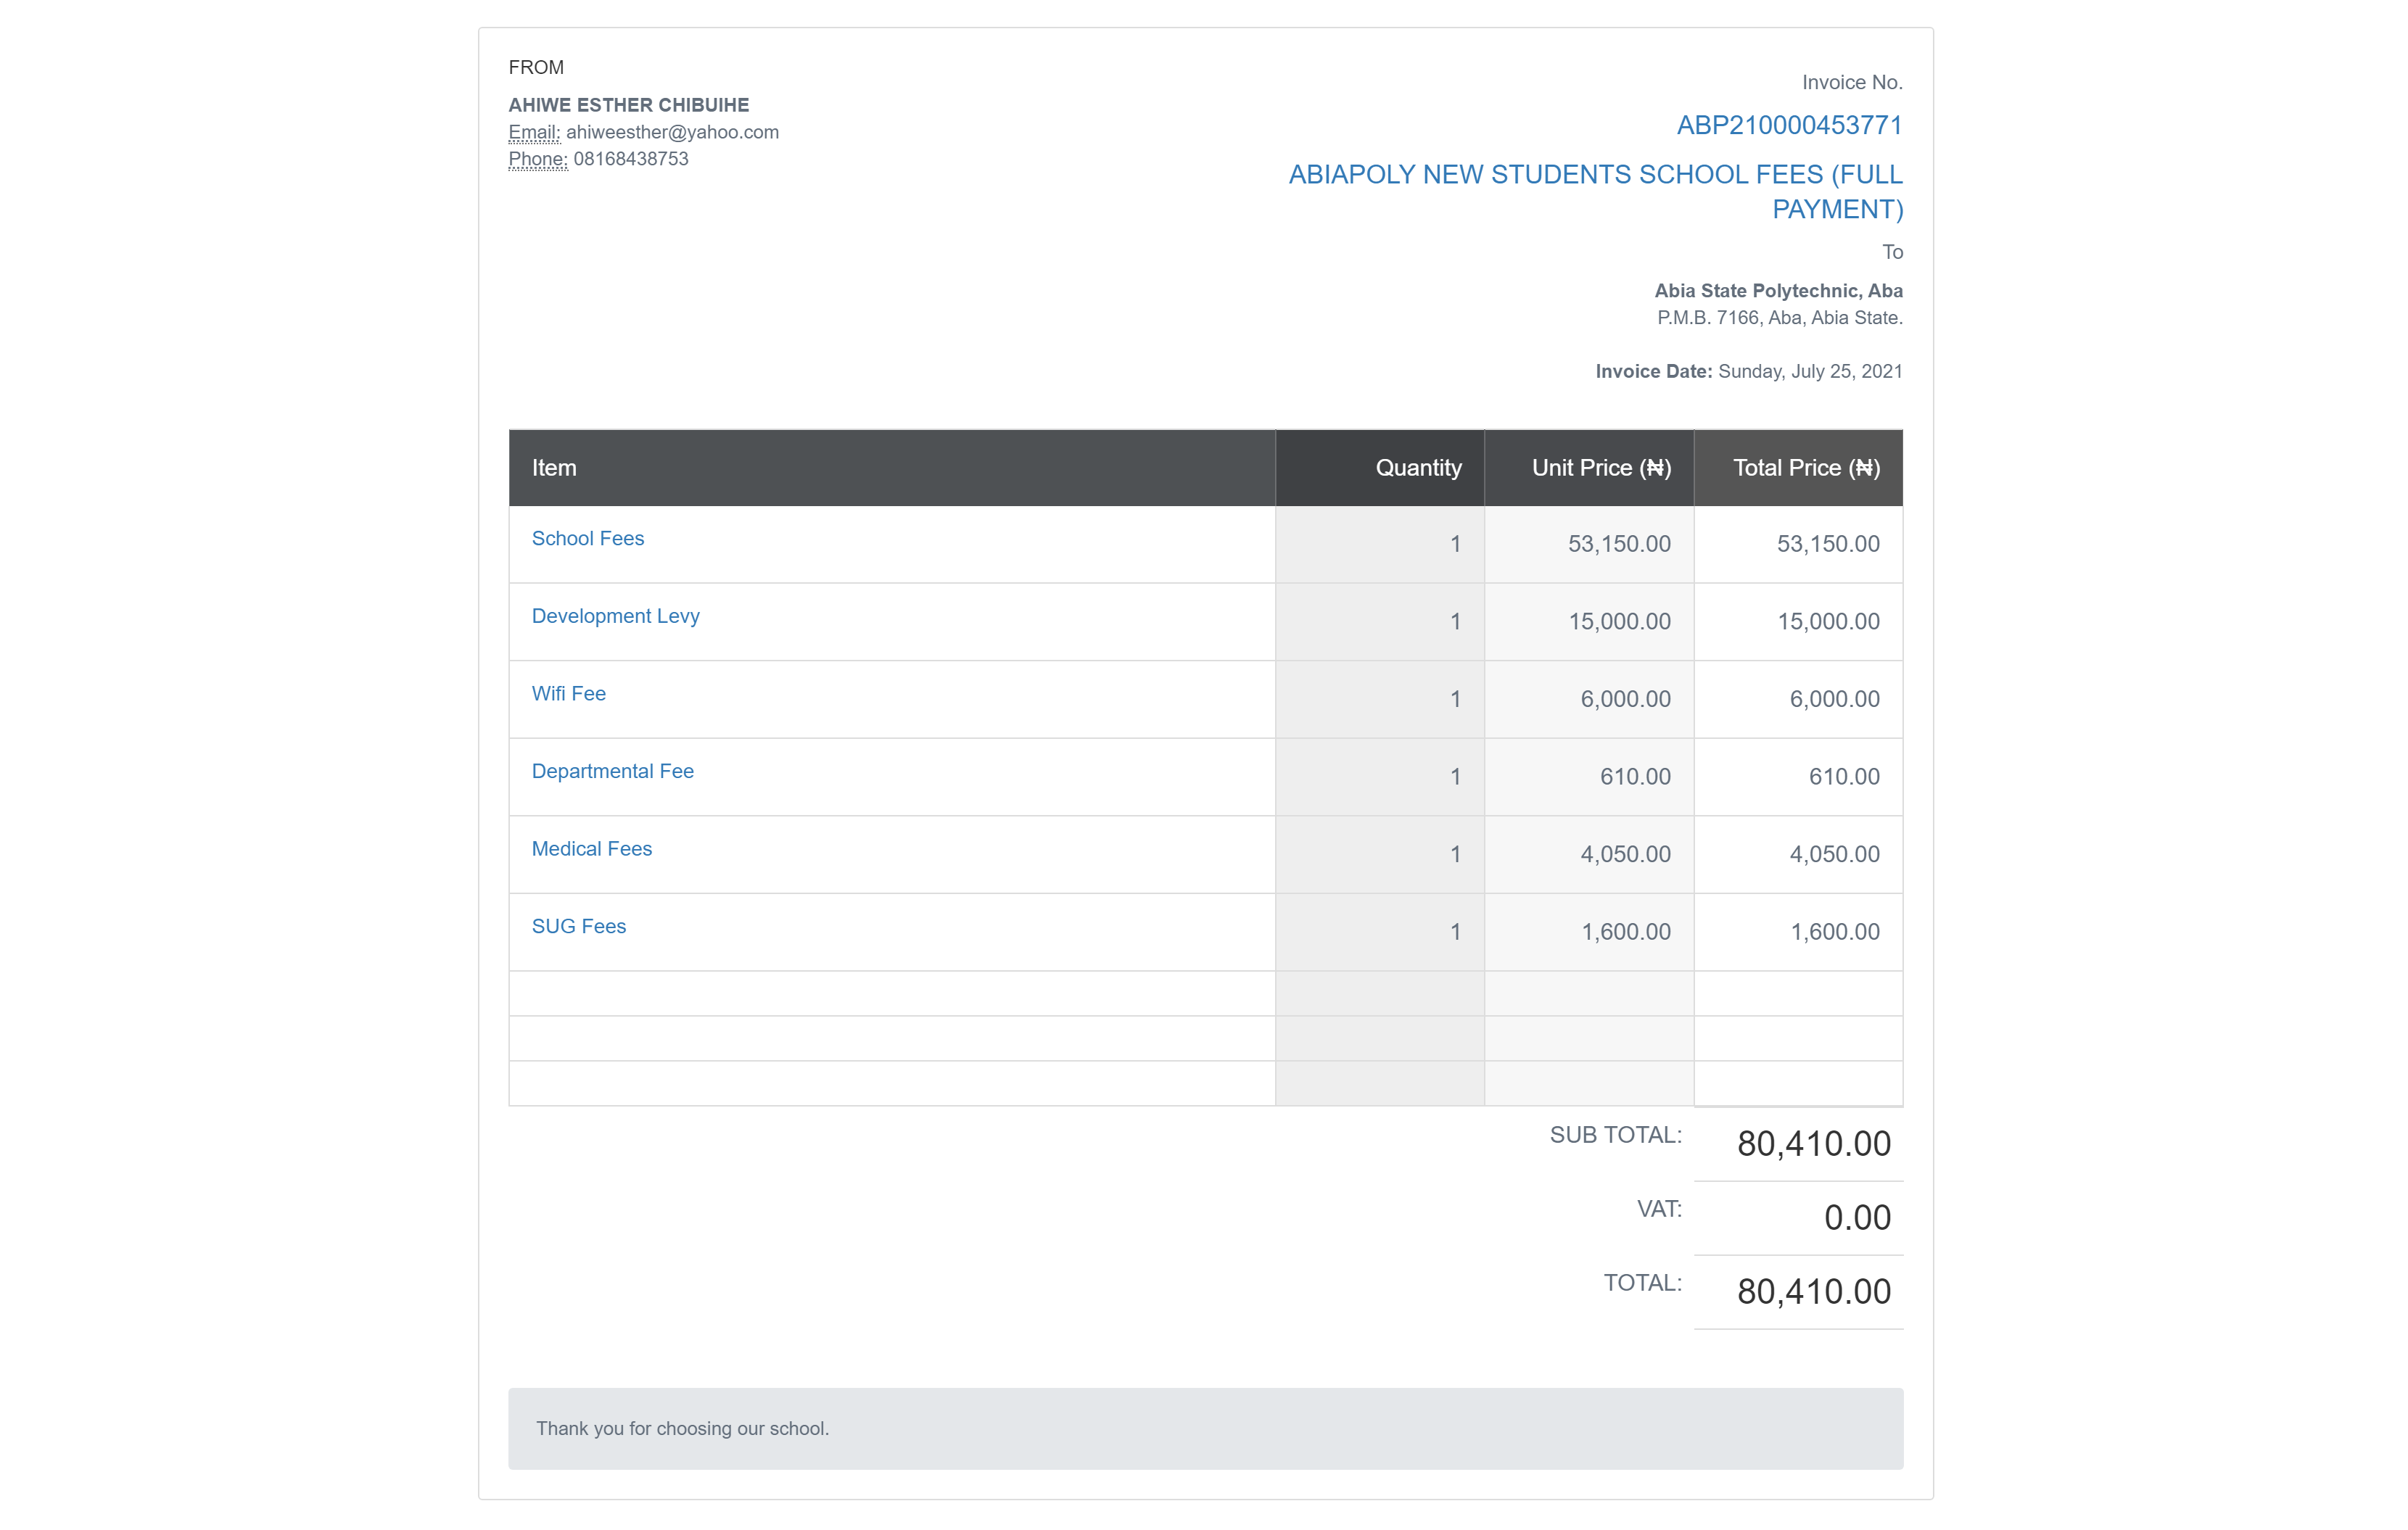 FROM
AHIWE ESTHER CHIBUIHE
Email: ahiweesther@yahoo.com
Phone: 08168438753
Invoice No.
ABP210000453771
ABIAPOLY NEW STUDENTS SCHOOL FEES (FULL
PAYMENT)
To
Abia State Polytechnic, Aba
P.M.B. 7166, Aba, Abia State.
Invoice Date: Sunday, July 25, 2021
Item Quantity Unit Price (₦) Total Price (₦)
School Fees 1 53,150.00 53,150.00
Development Levy 1 15,000.00 15,000.00
Wifi Fee 1 6,000.00 6,000.00
Departmental Fee 1 610.00 610.00
Medical Fees 1 4,050.00 4,050.00
SUG Fees 1 1,600.00 1,600.00
SUB TOTAL: 80,410.00
VAT: 0.00
TOTAL: 80,410.00
Thank you for choosing our school.